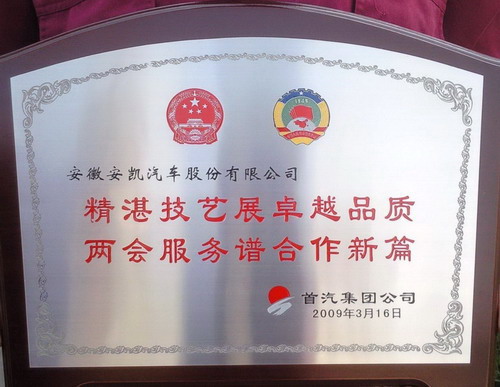 安徽安凯汽车股份有限公司
精湛技艺展卓越品质
两会服务谱合作新篇
首汽集团公司
2009年3月16日